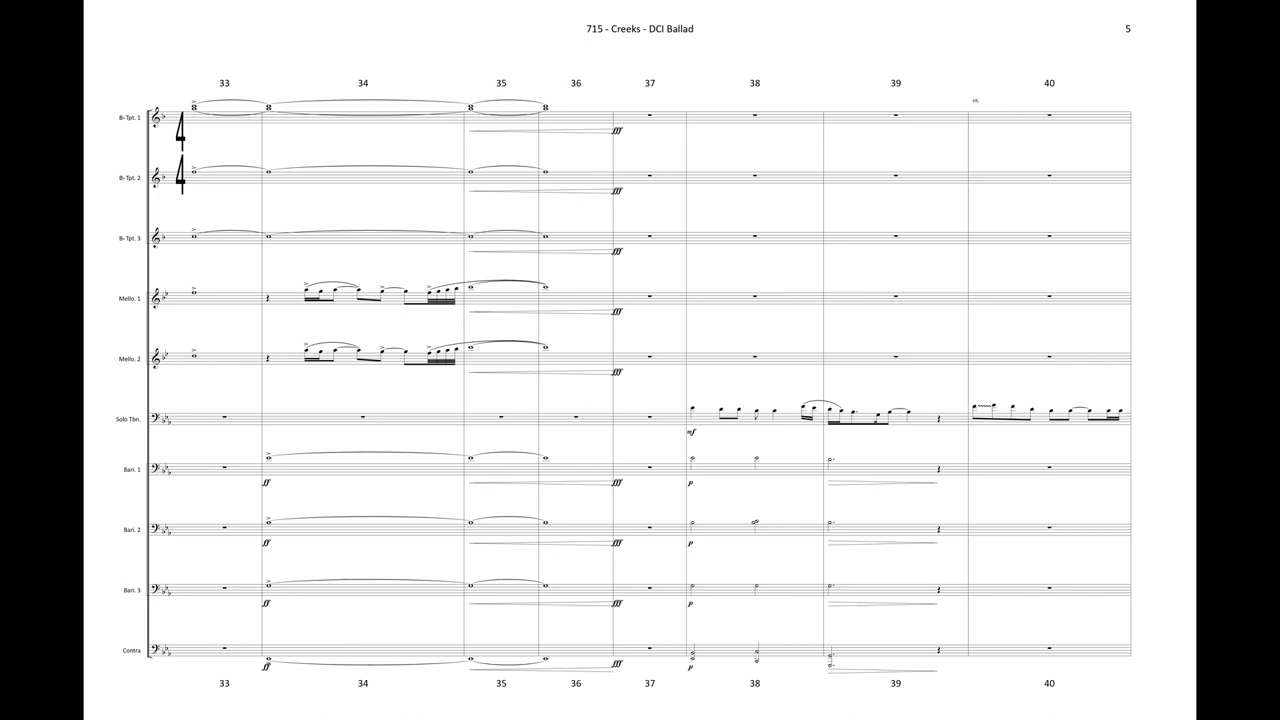 715 - Creeks - DCI Ballad 5
33 34 35 36 37 38 39 40
rit.
B♭ Tpt. 1
fff
4
4
B♭ Tpt. 2
fff
B♭ Tpt. 3
fff
Mello. 1
fff
Mello. 2
fff
Solo Tbn.
mf
Bari. 1
ff fff p
Bari. 2
ff fff p
Bari. 3
ff fff p
Contra
ff fff p
33 34 35 36 37 38 39 40